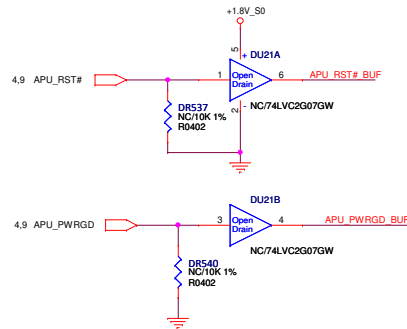 +1.8V_S0
5
DU21A
+
4,9 APU_RST#
1
Open
Drain
6
APU_RST#_BUF
2
-
NC/74LVC2G07GW
DR537
NC/10K 1%
R0402
DU21B
4,9 APU_PWRGD
3
Open
Drain
4
APU_PWRGD_BUF
NC/74LVC2G07GW
DR540
NC/10K 1%
R0402